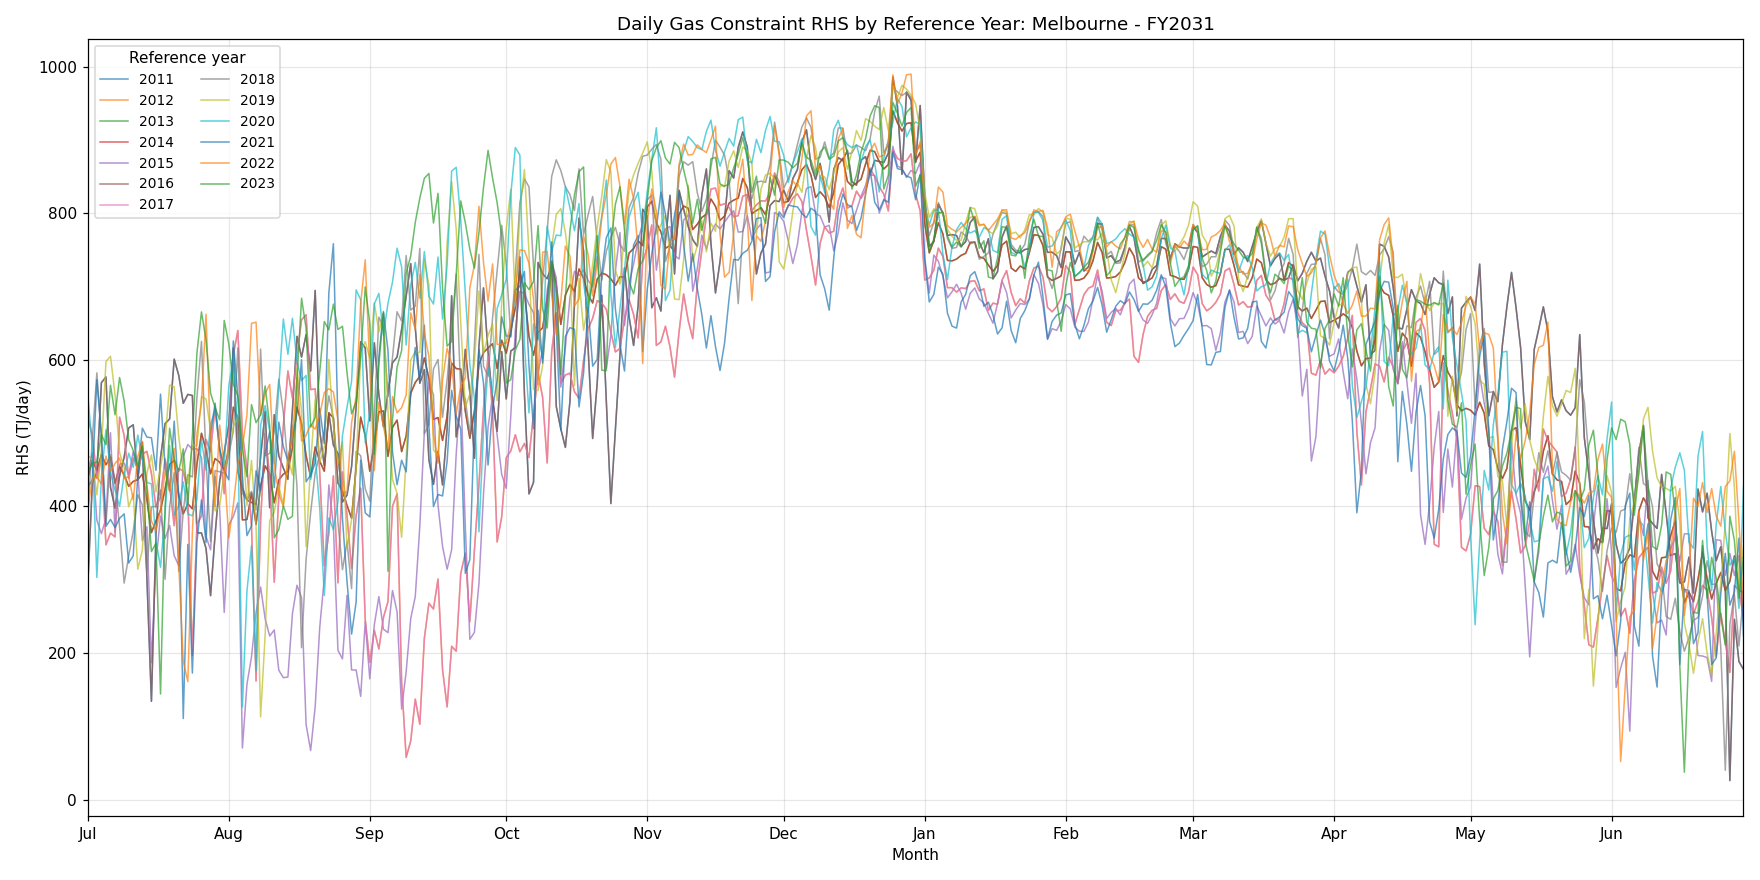 Daily Gas Constraint RHS by Reference Year: Melbourne - FY2031
Reference year
2011 2018
2012 2019
2013 2020
2014 2021
2015 2022
2016 2023
2017
RHS (TJ/day)
1000
800
600
400
200
0
Jul Aug Sep Oct Nov Dec Jan Feb Mar Apr May Jun
Month